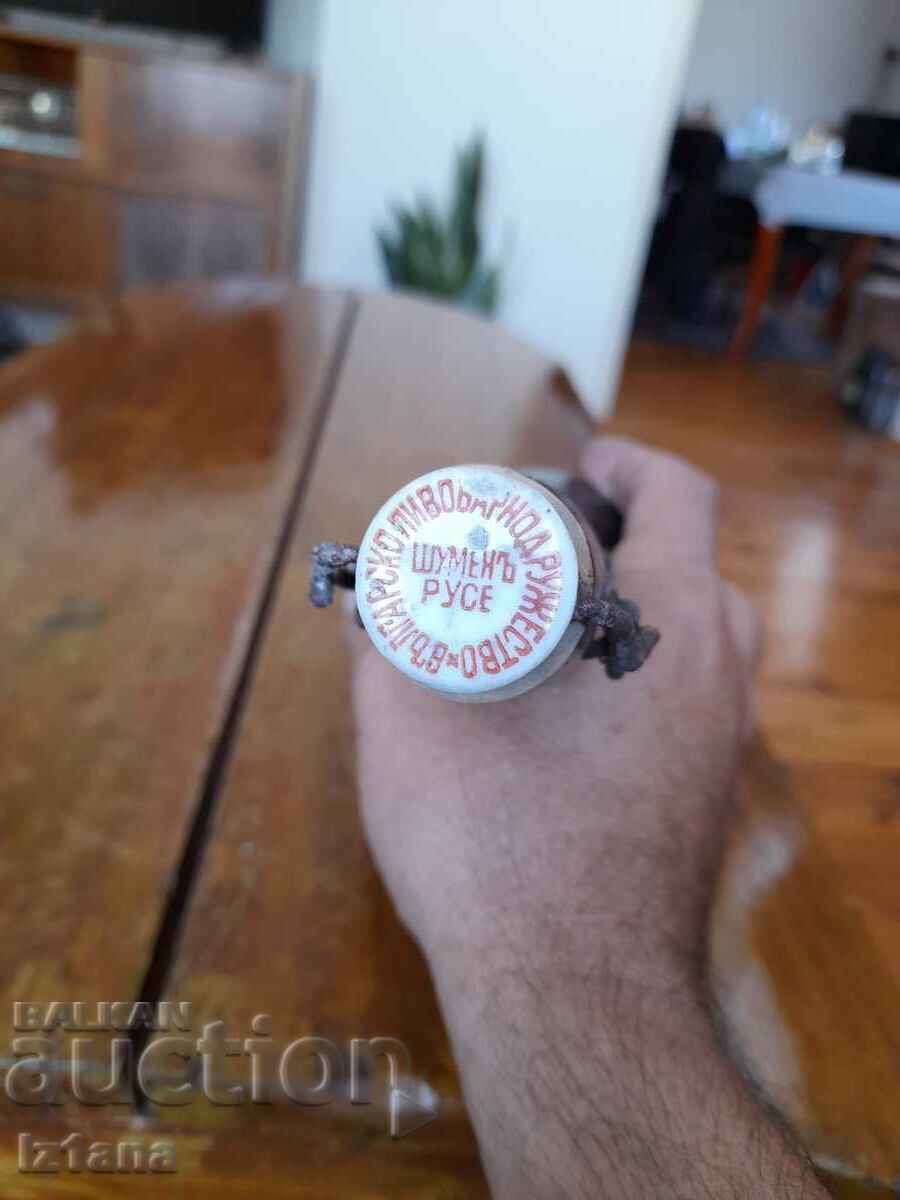 БЪЛГАРСКО ПИВОВАРНО ДРУЖЕСТВО
ШУМЕНЪ
РУСЕ
BALKAN
auction
Iz1ana